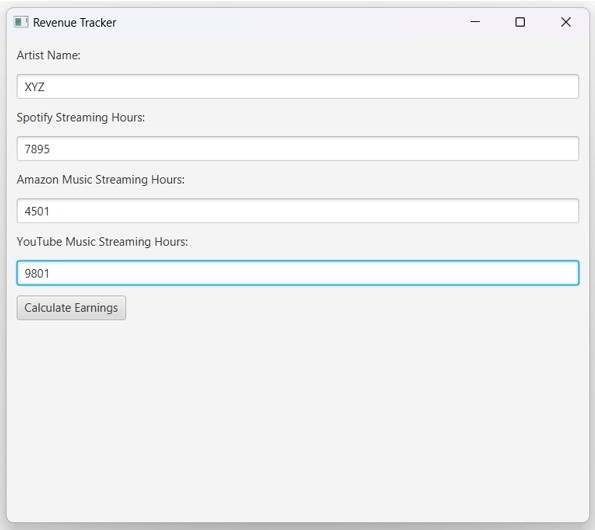 Revenue Tracker
Artist Name:
XYZ
Spotify Streaming Hours:
7895
Amazon Music Streaming Hours:
4501
YouTube Music Streaming Hours:
9801
Calculate Earnings